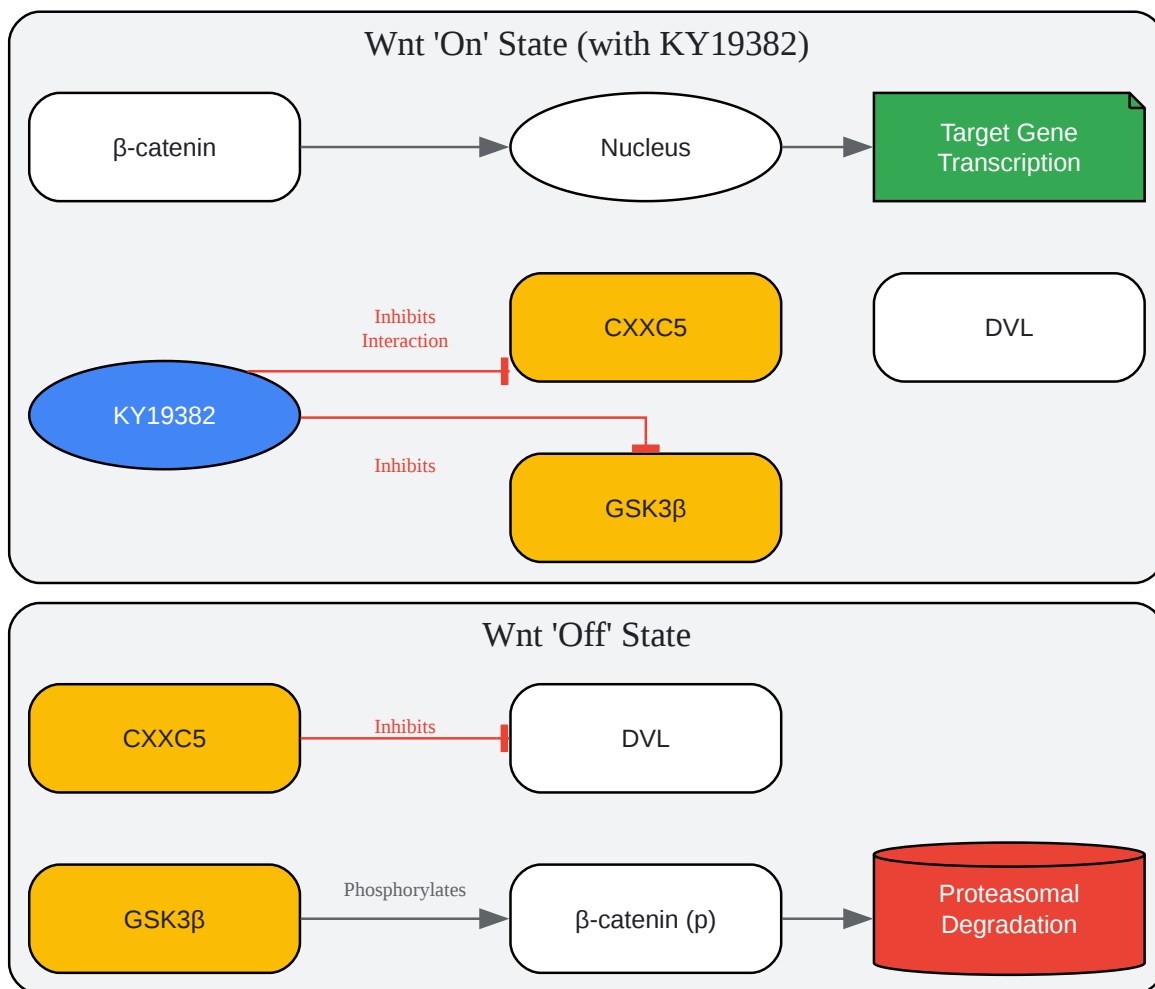 Wnt 'On' State (with KY19382)
β-catenin
Nucleus
Target Gene
Transcription
Inhibits
Interaction
CXXC5
DVL
KY19382
Inhibits
GSK3β
Wnt 'Off' State
CXXC5
Inhibits
DVL
GSK3β
Phosphorylates
β-catenin (p)
Proteasomal
Degradation